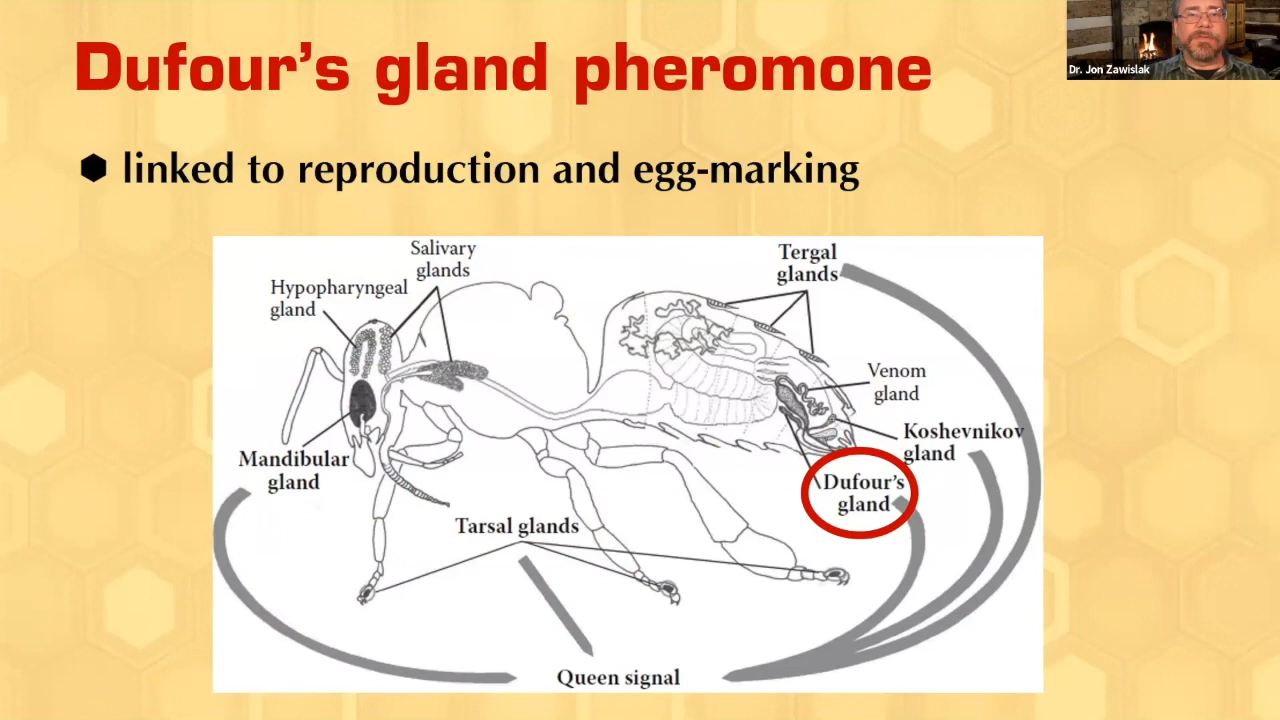 Dufour's gland pheromone
Dr. Jon Zawislak
linked to reproduction and egg-marking
Salivary
glands
Tergal
glands
Hypopharyngeal
gland
Venom
gland
Koshevnikov
gland
Mandibular
gland
Dufour's
gland
Tarsal glands
Queen signal